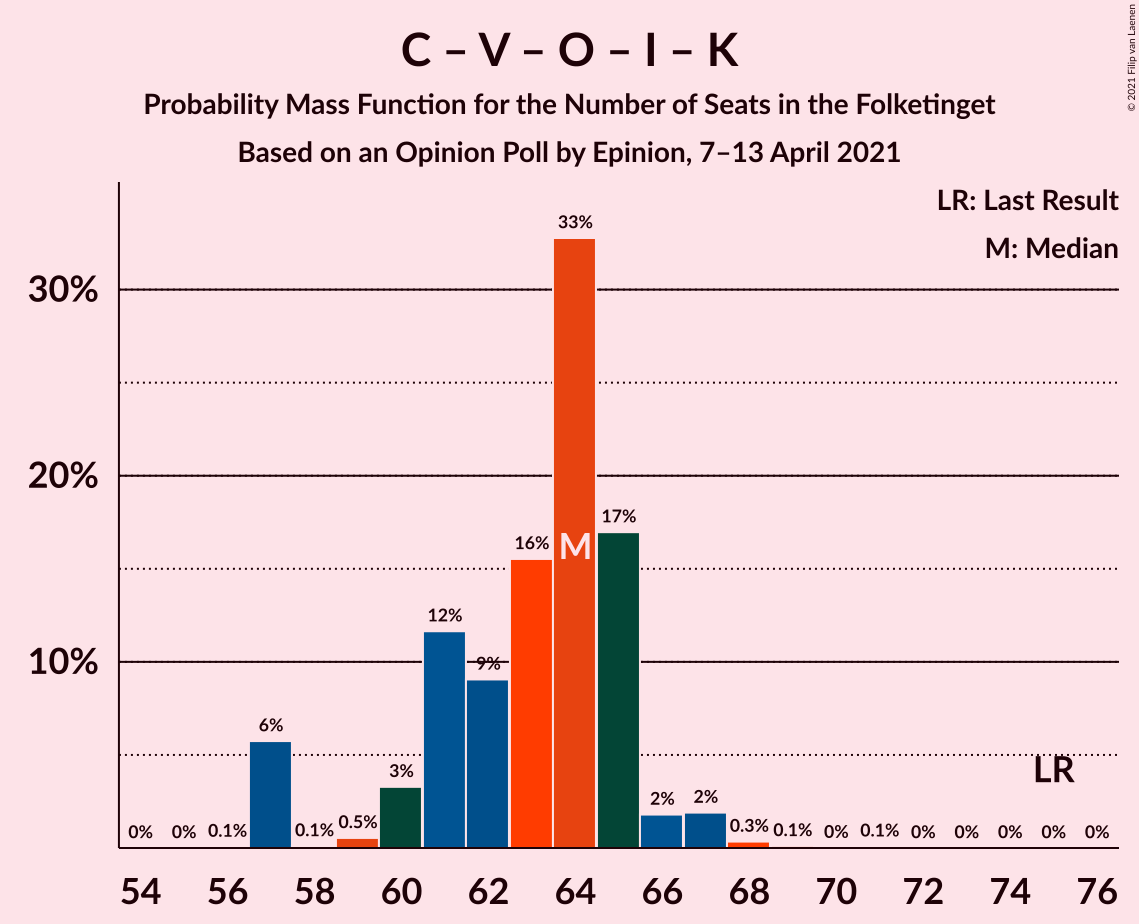 C – V – O – I – K
Probability Mass Function for the Number of Seats in the Folketinget
Based on an Opinion Poll by Epinion, 7–13 April 2021
© 2021 Filip van Laenen
LR: Last Result
M: Median
30%
20%
10%
0% 0% 0.1% 6% 0.1% 0.5% 3% 12% 9% 16% 33% 17% 2% 2% 0.3% 0.1% 0% 0.1% 0% 0% 0% 0% 0%
M
LR
54 56 58 60 62 64 66 68 70 72 74 76